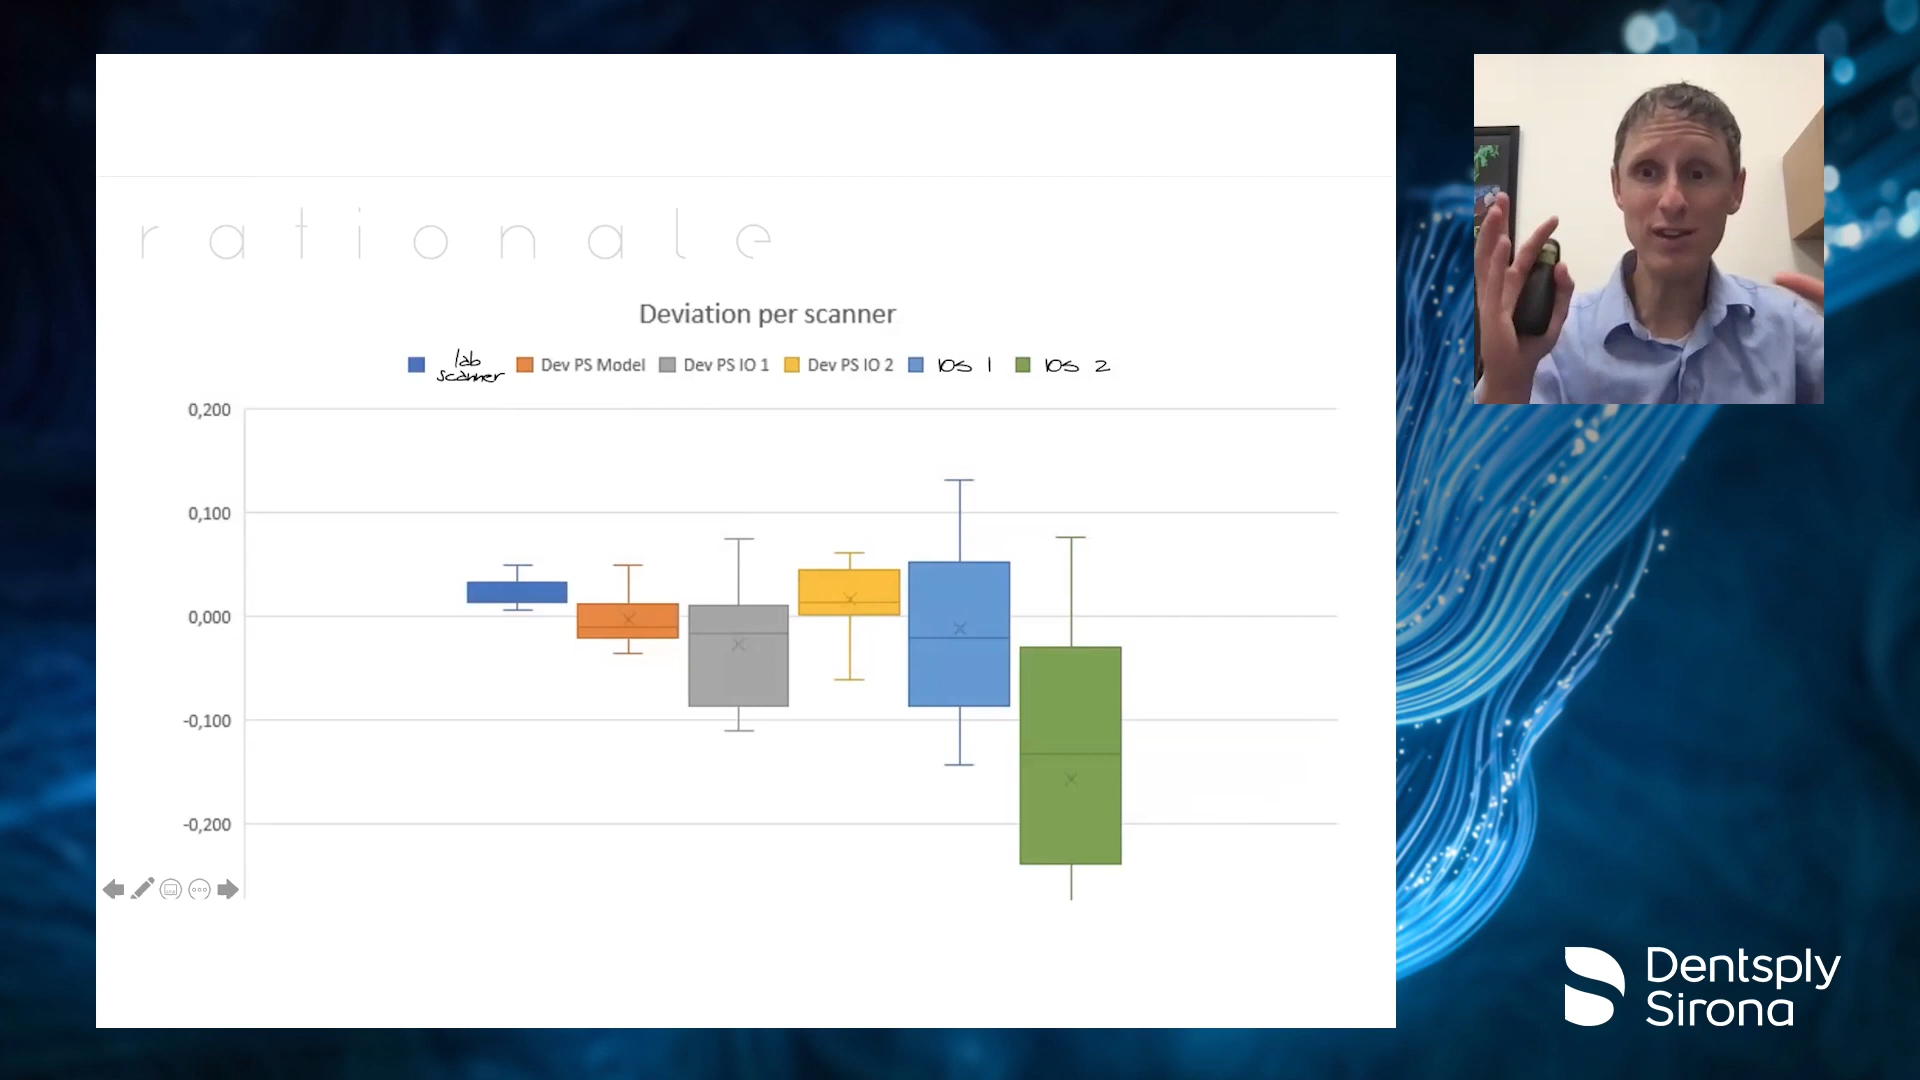 rationale
Deviation per scanner
lab scanner Dev PS Model Dev PS IO 1 Dev PS IO 2 IOS 1 IOS 2
0,200
0,100
0,000
-0,100
-0,200
Dentsply
Sirona